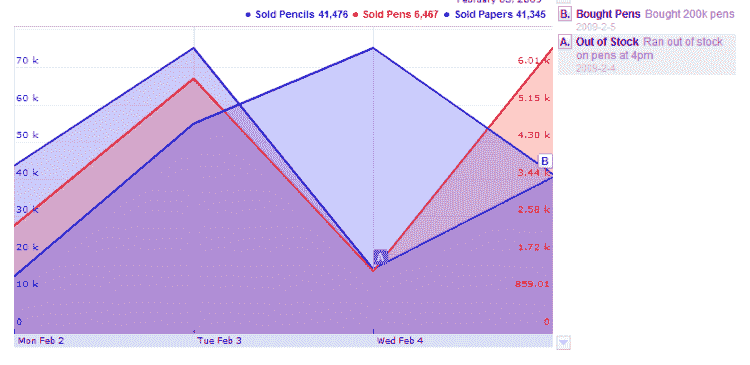 February 05, 2009
Sold Pencils 41,476 Sold Pens 6,467 Sold Papers 41,345
B. Bought Pens Bought 200k pens
2009-2-5
A. Out of Stock Ran out of stock
on pens at 4pm
2009-2-4
70 k 6.01 k
60 k 5.15 k
50 k 4.30 k
B
40 k 3.44 k
30 k 2.58 k
20 k 1.72 k
A
10 k 859.01
0 0
Mon Feb 2 Tue Feb 3 Wed Feb 4